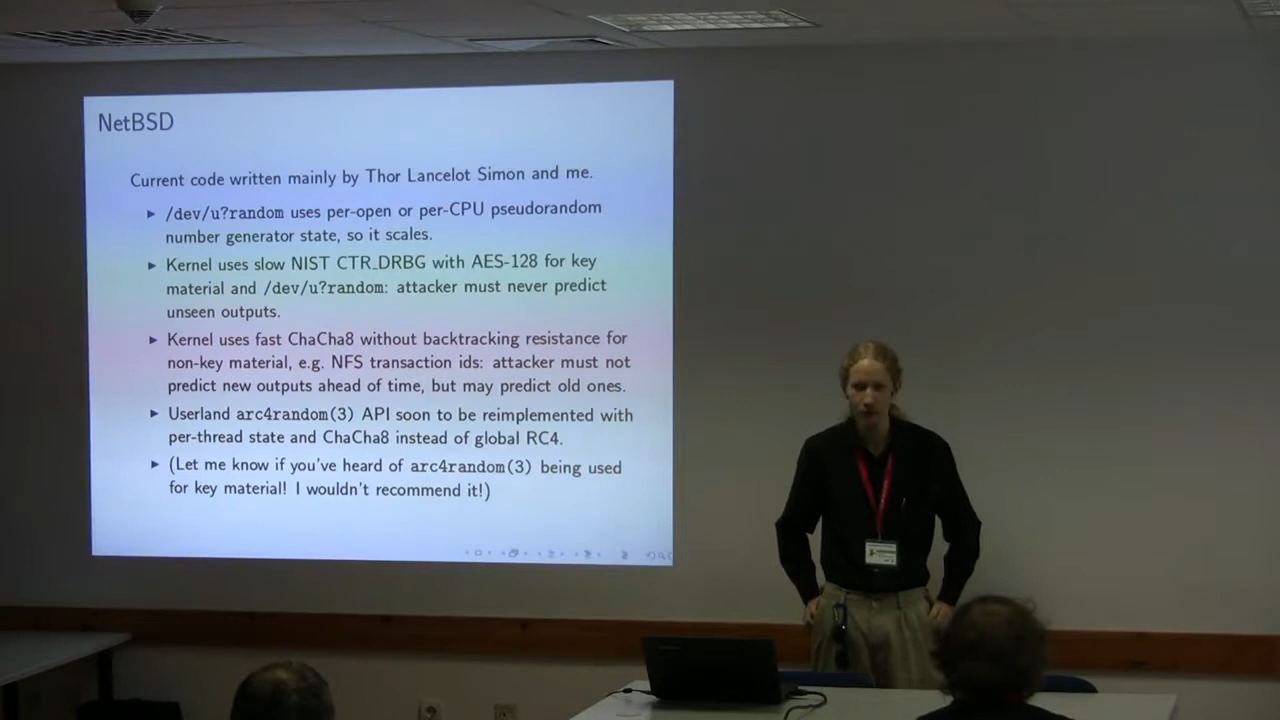 NetBSD
Current code written mainly by Thor Lancelot Simon and me.
▶ /dev/u?random uses per-open or per-CPU pseudorandom
number generator state, so it scales.
▶ Kernel uses slow NIST CTR_DRBG with AES-128 for key
material and /dev/u?random: attacker must never predict
unseen outputs.
▶ Kernel uses fast ChaCha8 without backtracking resistance for
non-key material, e.g. NFS transaction ids: attacker must not
predict new outputs ahead of time, but may predict old ones.
▶ Userland arc4random(3) API soon to be reimplemented with
per-thread state and ChaCha8 instead of global RC4.
▶ (Let me know if you've heard of arc4random(3) being used
for key material! I wouldn't recommend it!)